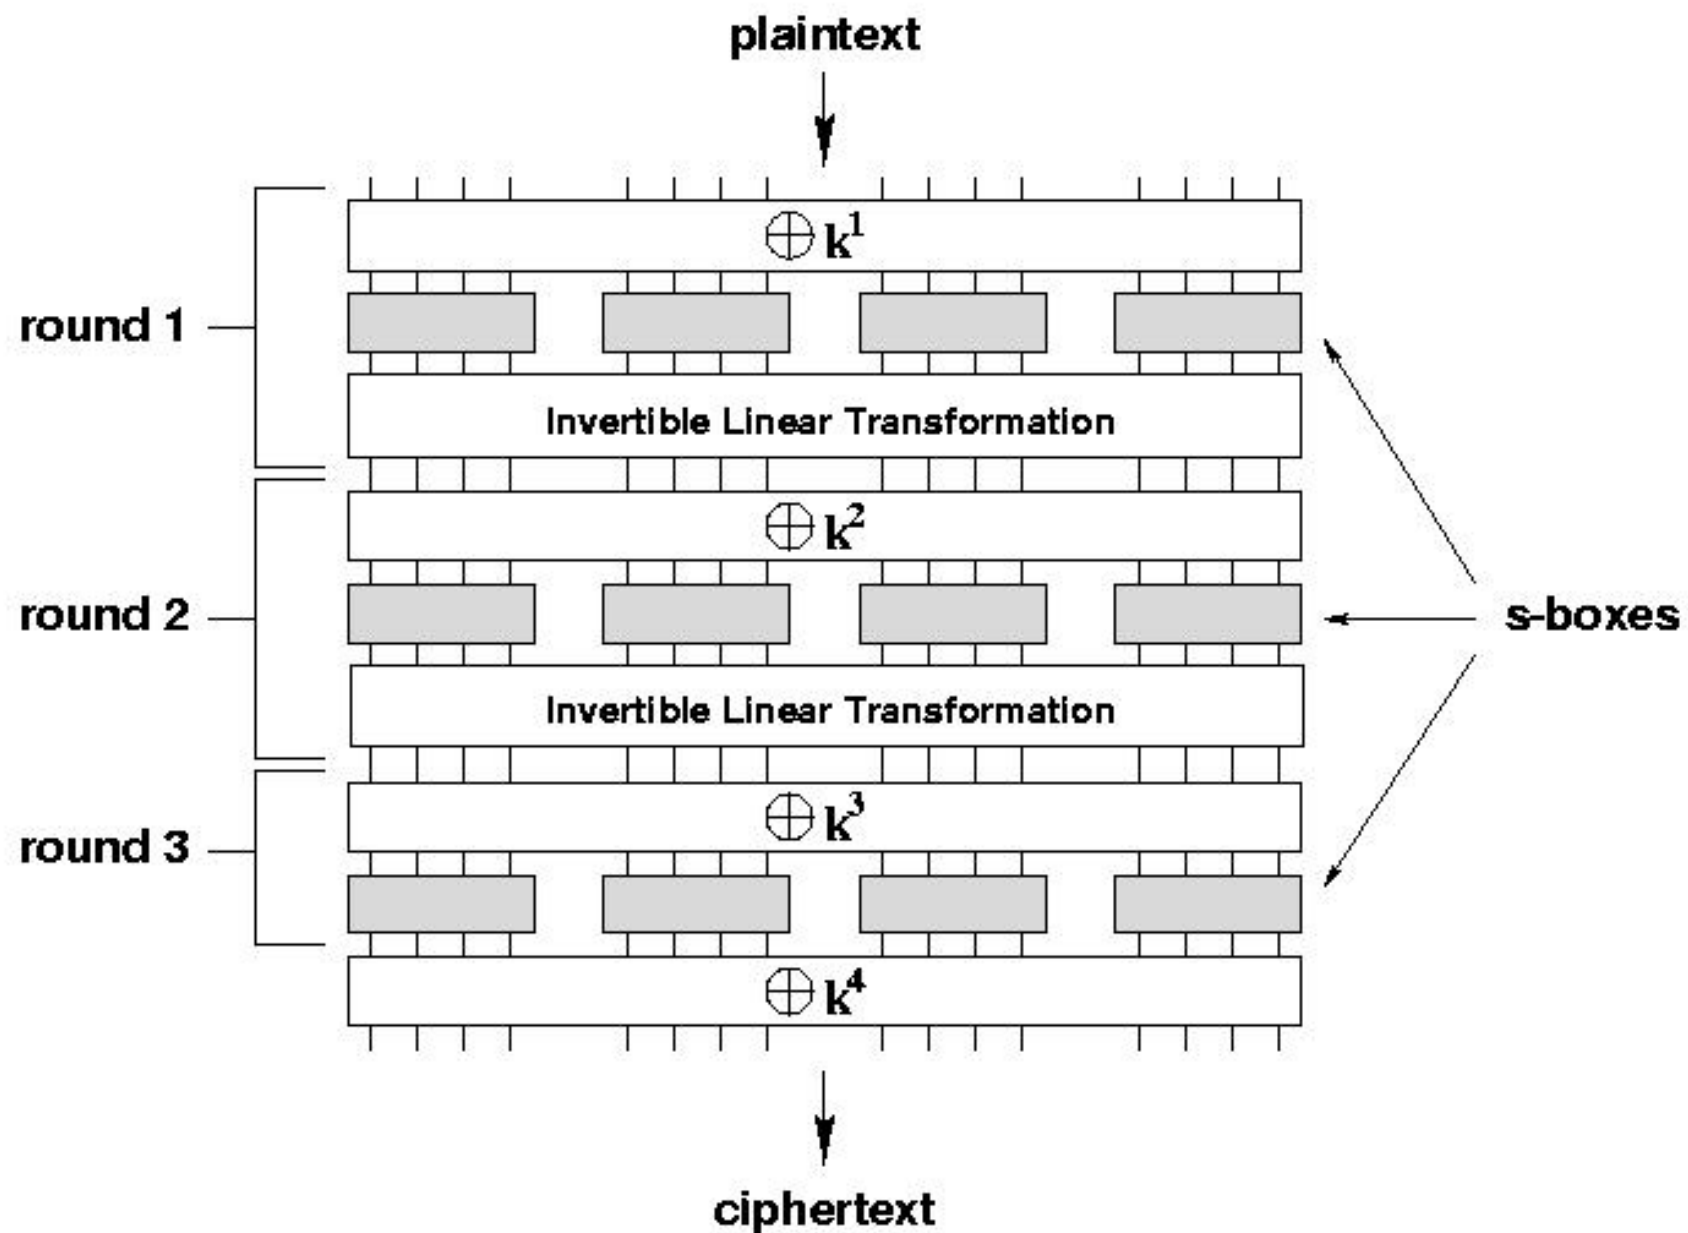 plaintext
⊕ k¹
round 1
Invertible Linear Transformation
⊕ k²
round 2
s-boxes
Invertible Linear Transformation
⊕ k³
round 3
⊕ k⁴
ciphertext